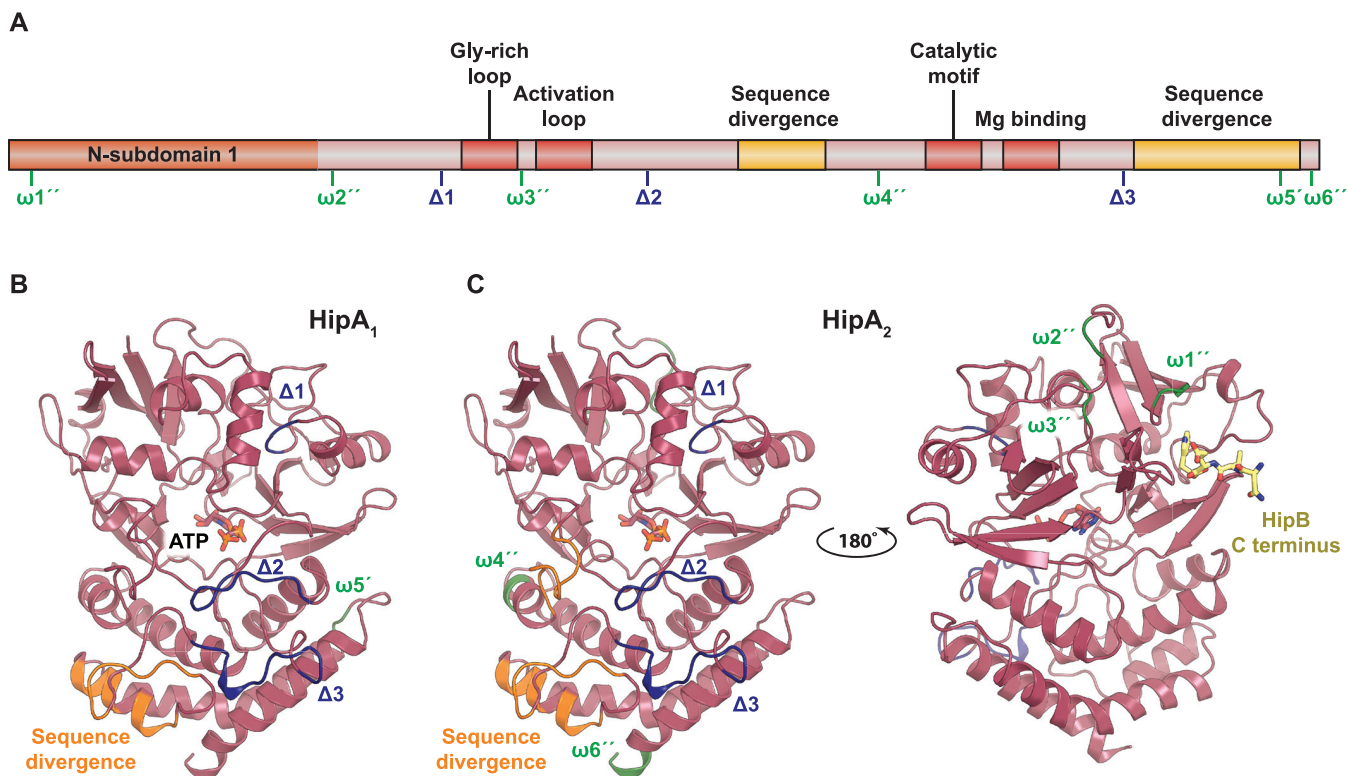 A
Gly-rich
loop
Activation
loop
Sequence
divergence
Catalytic
motif
Mg binding
Sequence
divergence
N-subdomain 1
ω1´´
ω2´´
Δ1
ω3´´
Δ2
ω4´´
Δ3
ω5´
ω6´´
B
HipA1
Δ1
ATP
Δ2
ω5´
Δ3
Sequence
divergence
C
HipA2
Δ1
ω4´´
Δ2
Δ3
Sequence
divergence
ω6´´
180°
ω2´´
ω1´´
ω3´´
HipB
C terminus